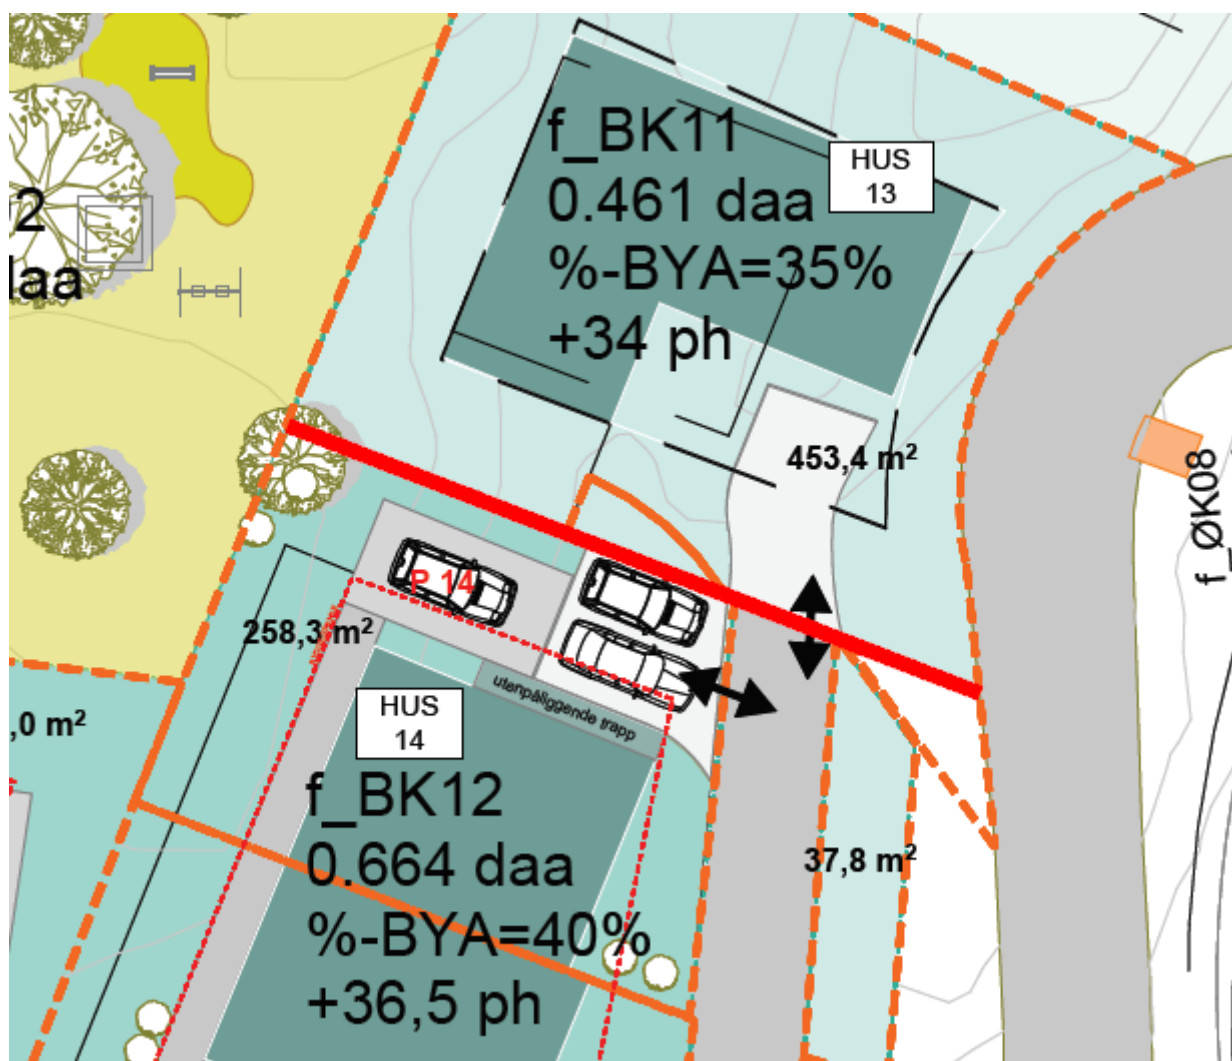 f_BK11
0.461 daa
%-BYA=35%
+34 ph
HUS
13
2
daa
453,4 m²
f_ØK08
P 14
258,3 m²
utenpåliggende trapp
HUS
14
,0 m²
f_BK12
0.664 daa
%-BYA=40%
+36,5 ph
37,8 m²